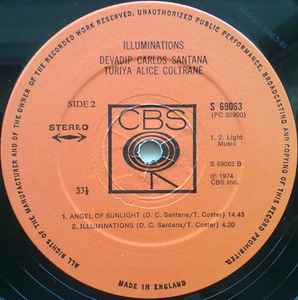 ALL RIGHTS OF THE MANUFACTURER AND OF THE OWNER OF THE RECORDED WORK RESERVED. UNAUTHORIZED PUBLIC PERFORMANCE, BROADCASTING AND COPYING OF THIS RECORD PROHIBITED
ILLUMINATIONS
DEVADIP CARLOS SANTANA
TURIYA ALICE COLTRANE
SIDE 2
S 69063
(PC 32900)
STEREO
CBS
1. 2. Light
Music
S 69063 B
℗ 1974
CBS Inc.
33⅓
1. ANGEL OF SUNLIGHT (D. C. Santana/T. Coster) 14.43
2. ILLUMINATIONS (D. C. Santana/T. Coster) 4.20
MADE IN ENGLAND